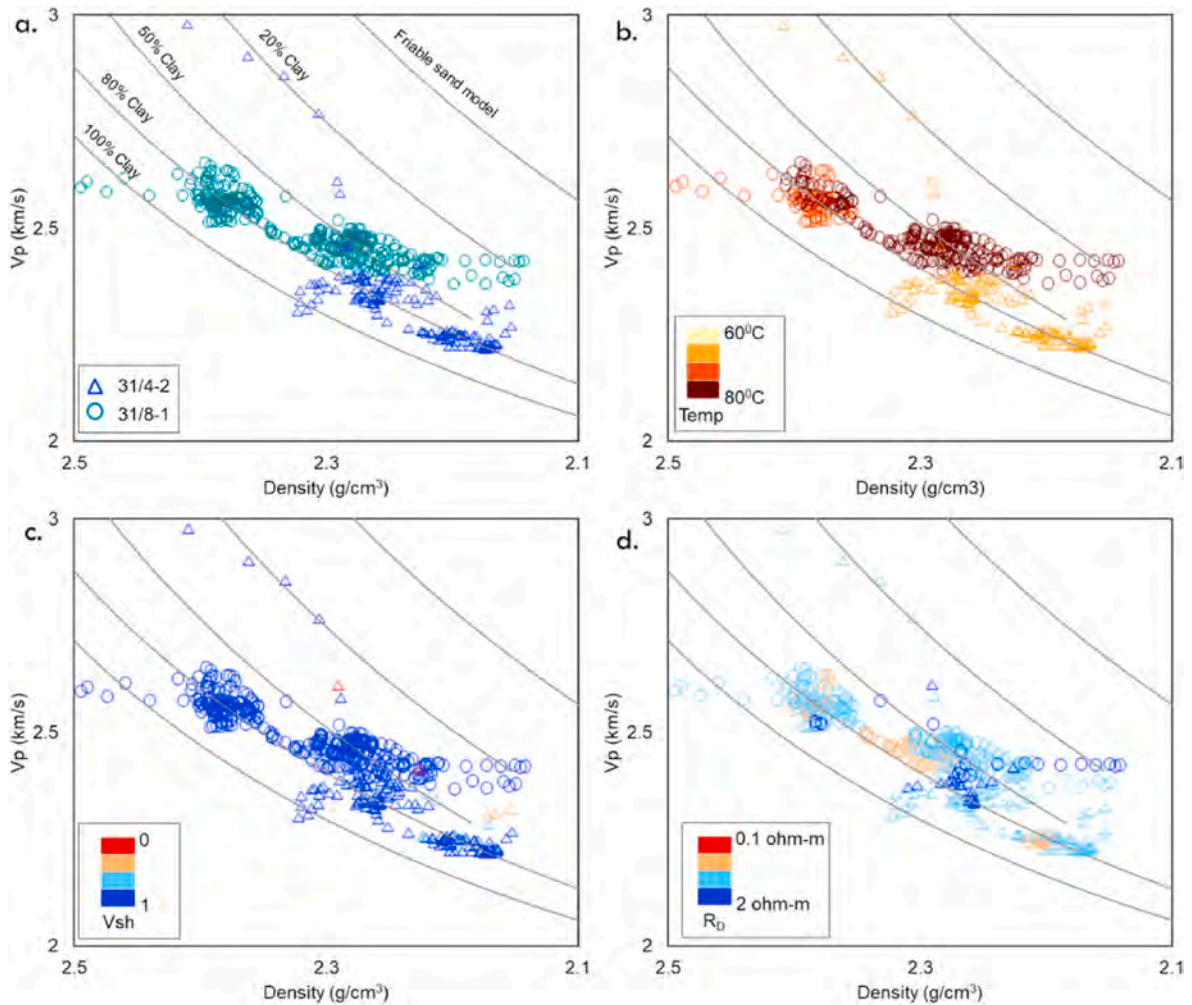 a.
3
50% Clay
20% Clay
Friable sand model
80% Clay
100% Clay
2.5
Vp (km/s)
31/4-2
31/8-1
2
2.5
2.3
2.1
Density (g/cm³)
b.
3
2.5
Vp (km/s)
60⁰C
80⁰C
Temp
2
2.5
2.3
2.1
Density (g/cm3)
c.
3
2.5
Vp (km/s)
0
1
Vsh
2
2.5
2.3
2.1
Density (g/cm³)
d.
3
2.5
Vp (km/s)
0.1 ohm-m
2 ohm-m
R_D
2
2.5
2.3
2.1
Density (g/cm³)